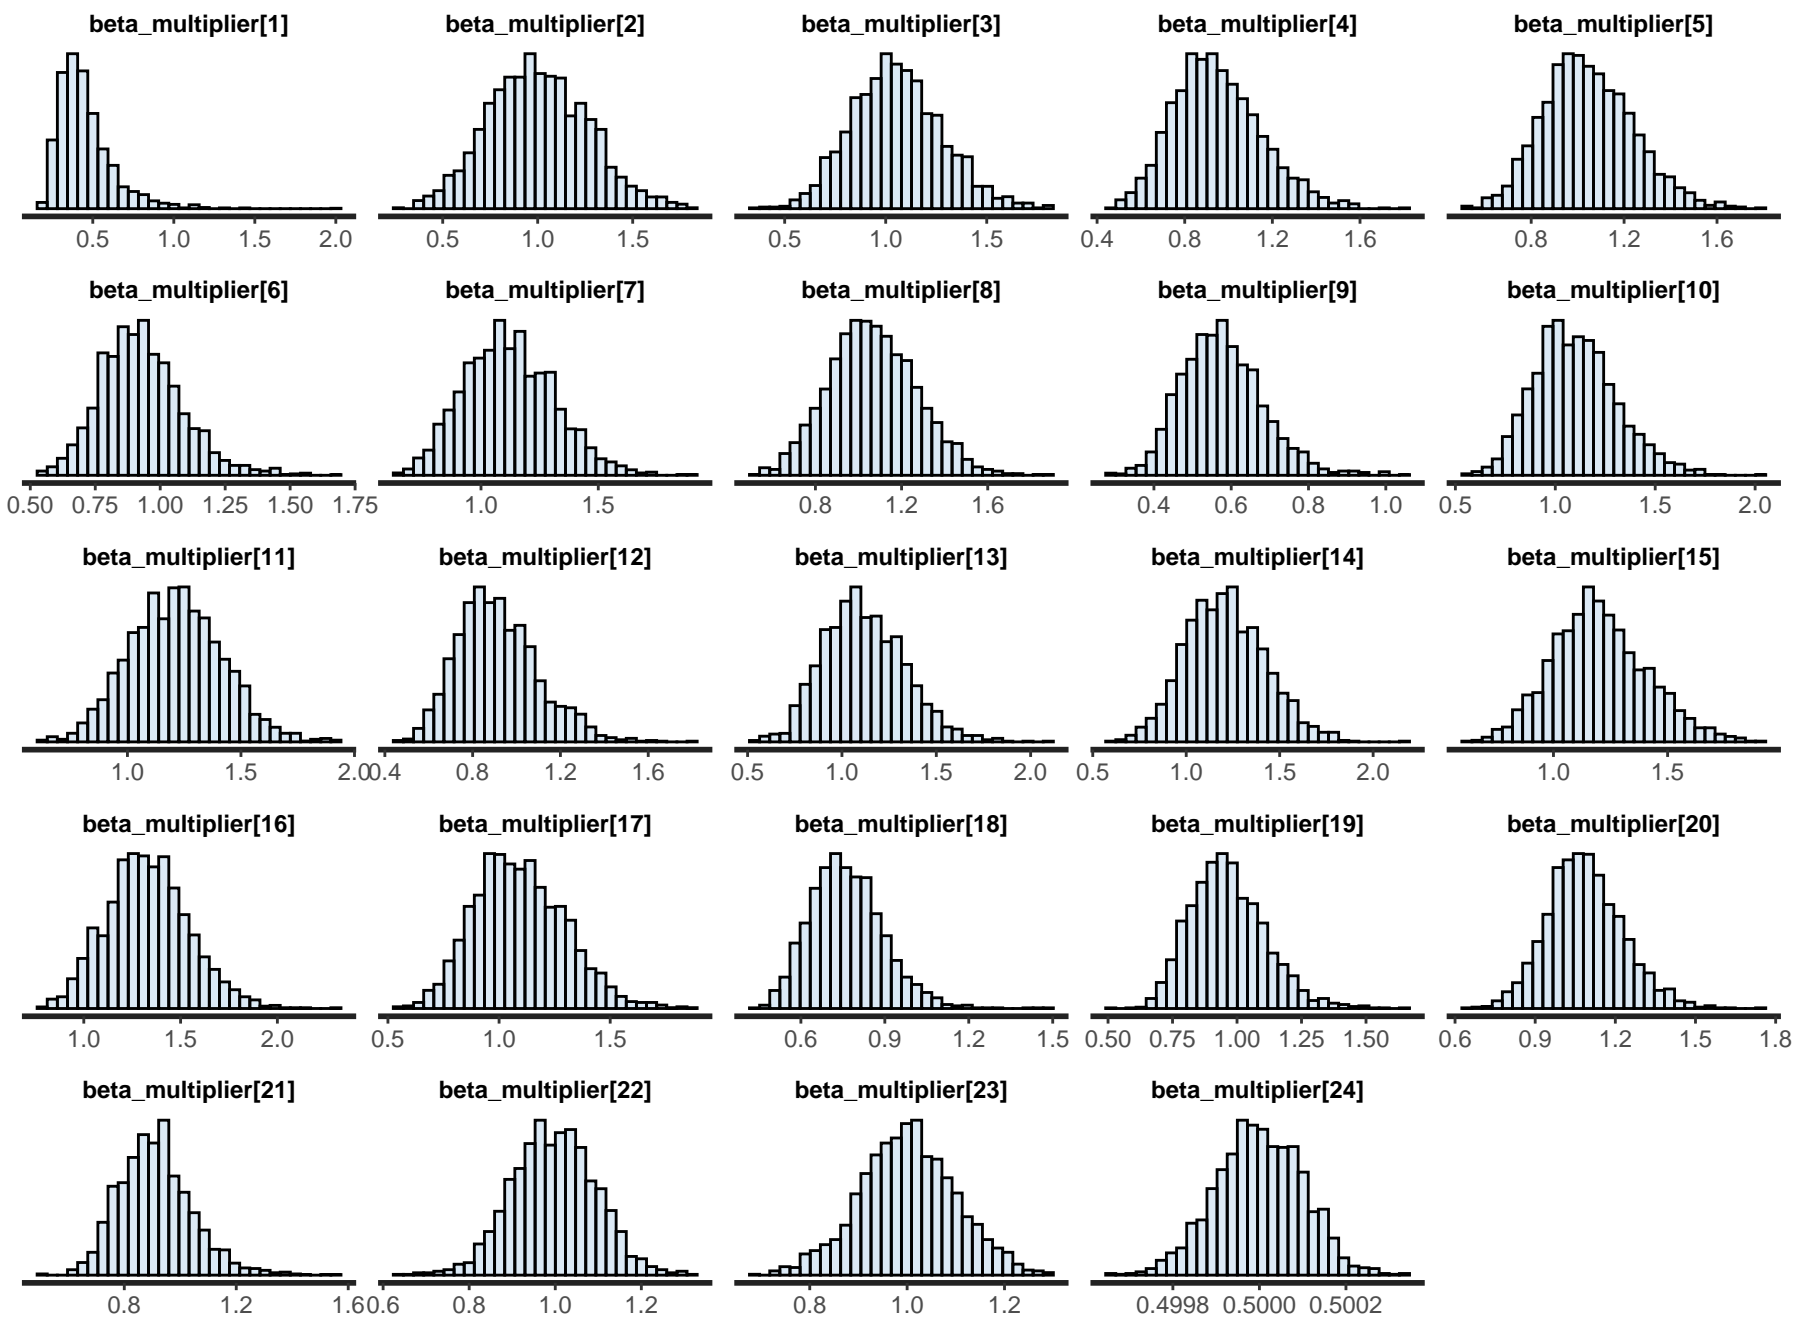 beta_multiplier[1] beta_multiplier[2] beta_multiplier[3] beta_multiplier[4] beta_multiplier[5]
0.5 1.0 1.5 2.0 0.5 1.0 1.5 0.5 1.0 1.5 0.4 0.8 1.2 1.6 0.8 1.2 1.6
beta_multiplier[6] beta_multiplier[7] beta_multiplier[8] beta_multiplier[9] beta_multiplier[10]
0.50 0.75 1.00 1.25 1.50 1.75 1.0 1.5 0.8 1.2 1.6 0.4 0.6 0.8 1.0 0.5 1.0 1.5 2.0
beta_multiplier[11] beta_multiplier[12] beta_multiplier[13] beta_multiplier[14] beta_multiplier[15]
1.0 1.5 2.0 0.4 0.8 1.2 1.6 0.5 1.0 1.5 2.0 0.5 1.0 1.5 2.0 1.0 1.5
beta_multiplier[16] beta_multiplier[17] beta_multiplier[18] beta_multiplier[19] beta_multiplier[20]
1.0 1.5 2.0 0.5 1.0 1.5 0.6 0.9 1.2 1.5 0.50 0.75 1.00 1.25 1.50 0.6 0.9 1.2 1.5 1.8
beta_multiplier[21] beta_multiplier[22] beta_multiplier[23] beta_multiplier[24]
0.8 1.2 1.6 0.6 0.8 1.0 1.2 0.8 1.0 1.2 0.4998 0.5000 0.5002